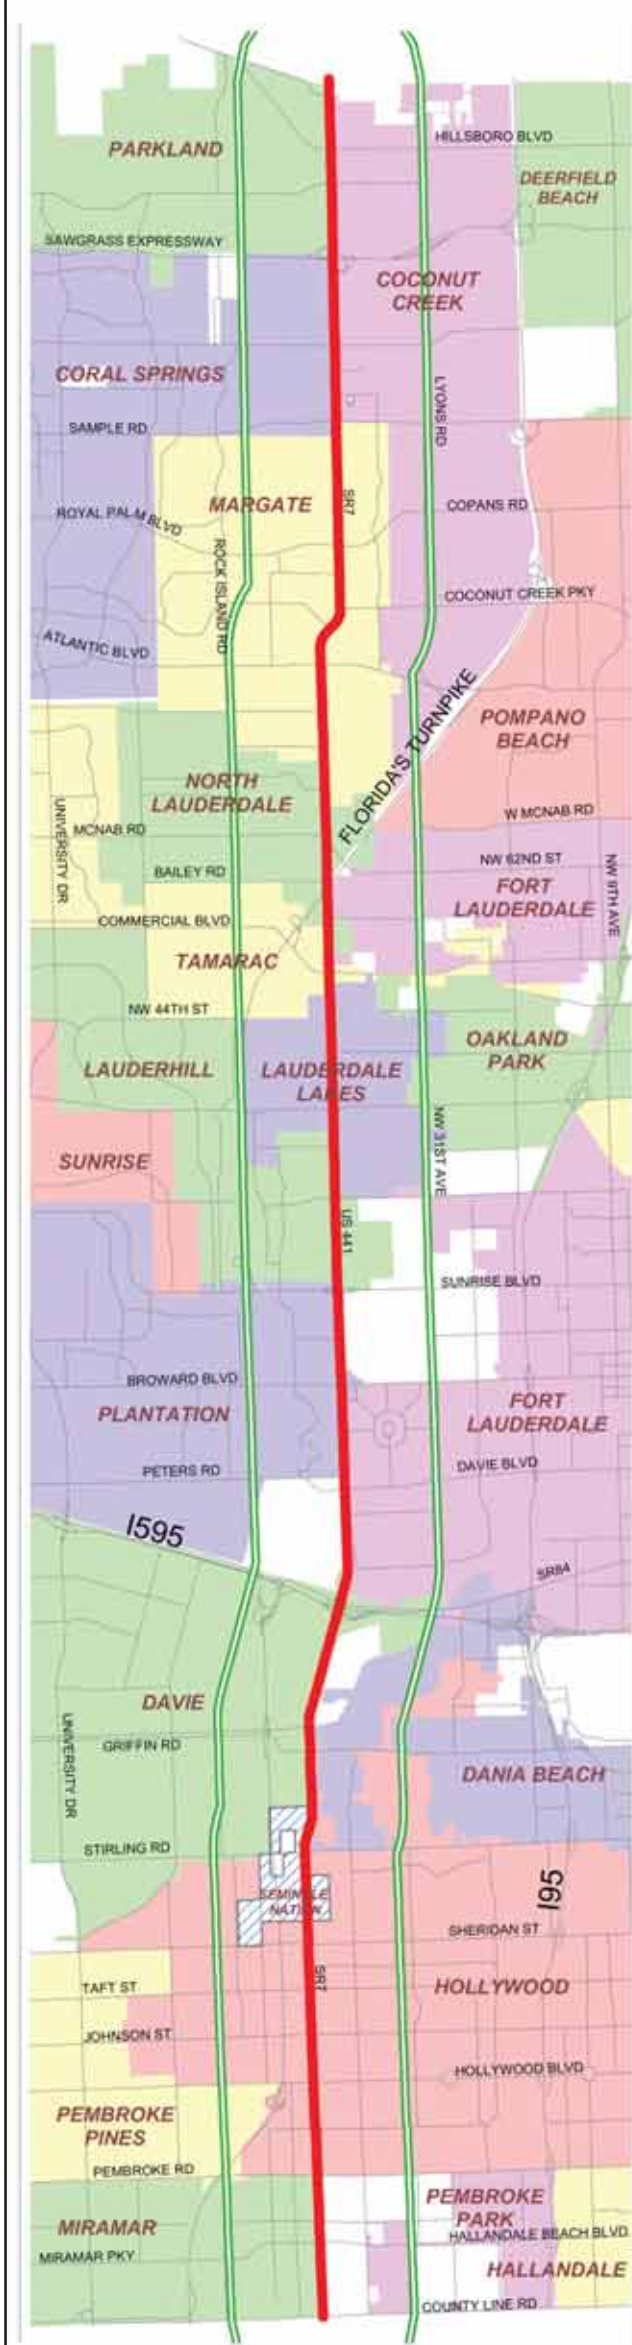 HILLSBORO BLVD
PARKLAND
DEERFIELD
BEACH
SAWGRASS EXPRESSWAY
COCONUT
CREEK
CORAL SPRINGS
LYONS RD
SAMPLE RD
MARGATE
SR7
COPANS RD
ROYAL PALM BLVD
ROCK ISLAND RD
COCONUT CREEK PKY
ATLANTIC BLVD
FLORIDA'S TURNPIKE
POMPANO
BEACH
NORTH
LAUDERDALE
W MCNAB RD
UNIVERSITY DR
MCNAB RD
NW 62ND ST
BAILEY RD
FORT
LAUDERDALE
NW 9TH AVE
COMMERCIAL BLVD
TAMARAC
NW 44TH ST
OAKLAND
PARK
LAUDERHILL
LAUDERDALE
LAKES
NW 31ST AVE
SUNRISE
US 441
SUNRISE BLVD
BROWARD BLVD
PLANTATION
FORT
LAUDERDALE
PETERS RD
DAVIE BLVD
I595
SR84
DAVIE
UNIVERSITY DR
GRIFFIN RD
DANIA BEACH
STIRLING RD
I95
SEMINOLE
NATION
SHERIDAN ST
SR7
TAFT ST
HOLLYWOOD
JOHNSON ST
HOLLYWOOD BLVD
PEMBROKE
PINES
PEMBROKE RD
PEMBROKE
PARK
MIRAMAR
HALLANDALE BEACH BLVD
MIRAMAR PKY
HALLANDALE
COUNTY LINE RD